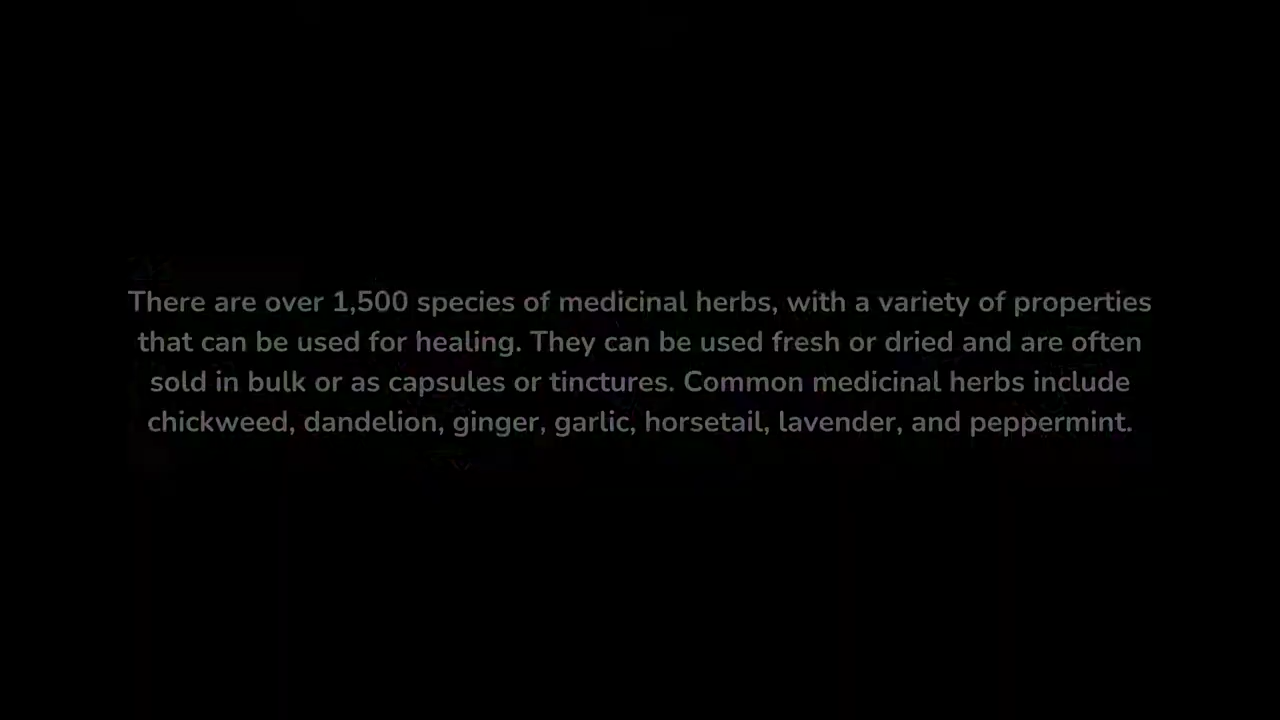 There are over 1,500 species of medicinal herbs, with a variety of properties
that can be used for healing. They can be used fresh or dried and are often
sold in bulk or as capsules or tinctures. Common medicinal herbs include
chickweed, dandelion, ginger, garlic, horsetail, lavender, and peppermint.